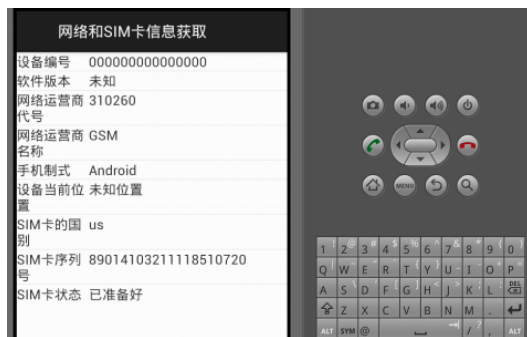 网络和SIM卡信息获取
设备编号 000000000000000
软件版本 未知
网络运营商 310260
代号
网络运营商 GSM
名称
手机制式 Android
设备当前位 未知位置
置
SIM卡的国 us
别
SIM卡序列 89014103211118510720
号
SIM卡状态 已准备好
MENU
1 ! 2 @ 3 # 4 $ 5 % 6 ^ 7 & 8 * 9 ( 0 )
Q W E R T Y U I O P
A S D F G H J K L DEL
Z X C V B N M .
ALT SYM @ / ? , ALT